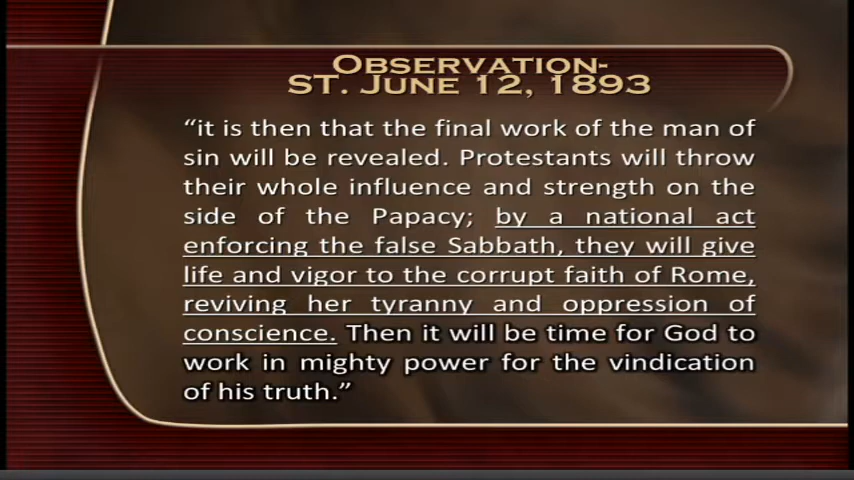 OBSERVATION-
ST. JUNE 12, 1893
“it is then that the final work of the man of
sin will be revealed. Protestants will throw
their whole influence and strength on the
side of the Papacy; by a national act
enforcing the false Sabbath, they will give
life and vigor to the corrupt faith of Rome,
reviving her tyranny and oppression of
conscience. Then it will be time for God to
work in mighty power for the vindication
of his truth.”